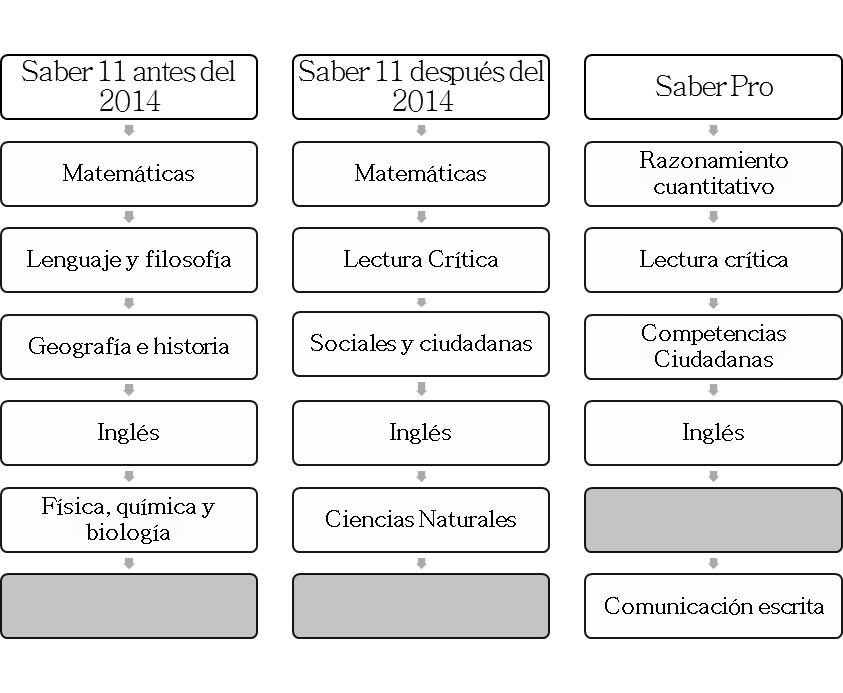 Saber 11 antes del
2014
Matemáticas
Lenguaje y filosofía
Geografía e historia
Inglés
Física, química y
biología
Saber 11 después del
2014
Matemáticas
Lectura Crítica
Sociales y ciudadanas
Inglés
Ciencias Naturales
Saber Pro
Razonamiento
cuantitativo
Lectura crítica
Competencias
Ciudadanas
Inglés
Comunicación escrita